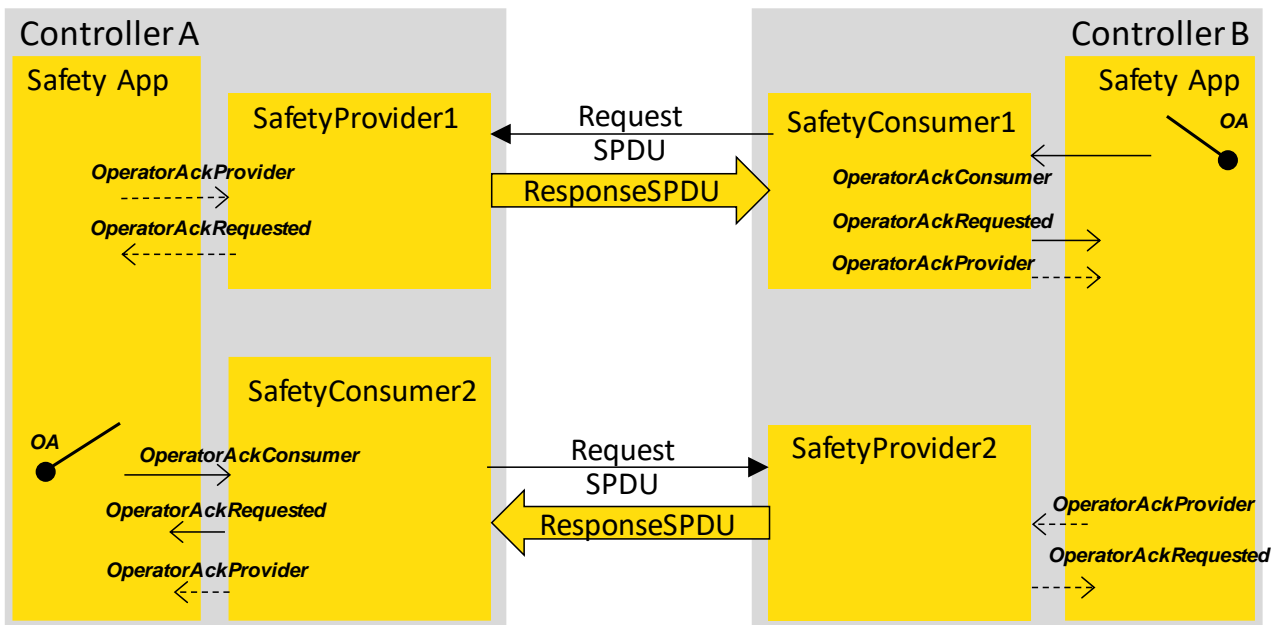 Controller A
Safety App
SafetyProvider1
OperatorAckProvider
OperatorAckRequested
Request
SPDU
ResponseSPDU
Controller B
Safety App
SafetyConsumer1
OA
OperatorAckConsumer
OperatorAckRequested
OperatorAckProvider
SafetyConsumer2
OA
OperatorAckConsumer
OperatorAckRequested
OperatorAckProvider
Request
SPDU
ResponseSPDU
SafetyProvider2
OperatorAckProvider
OperatorAckRequested